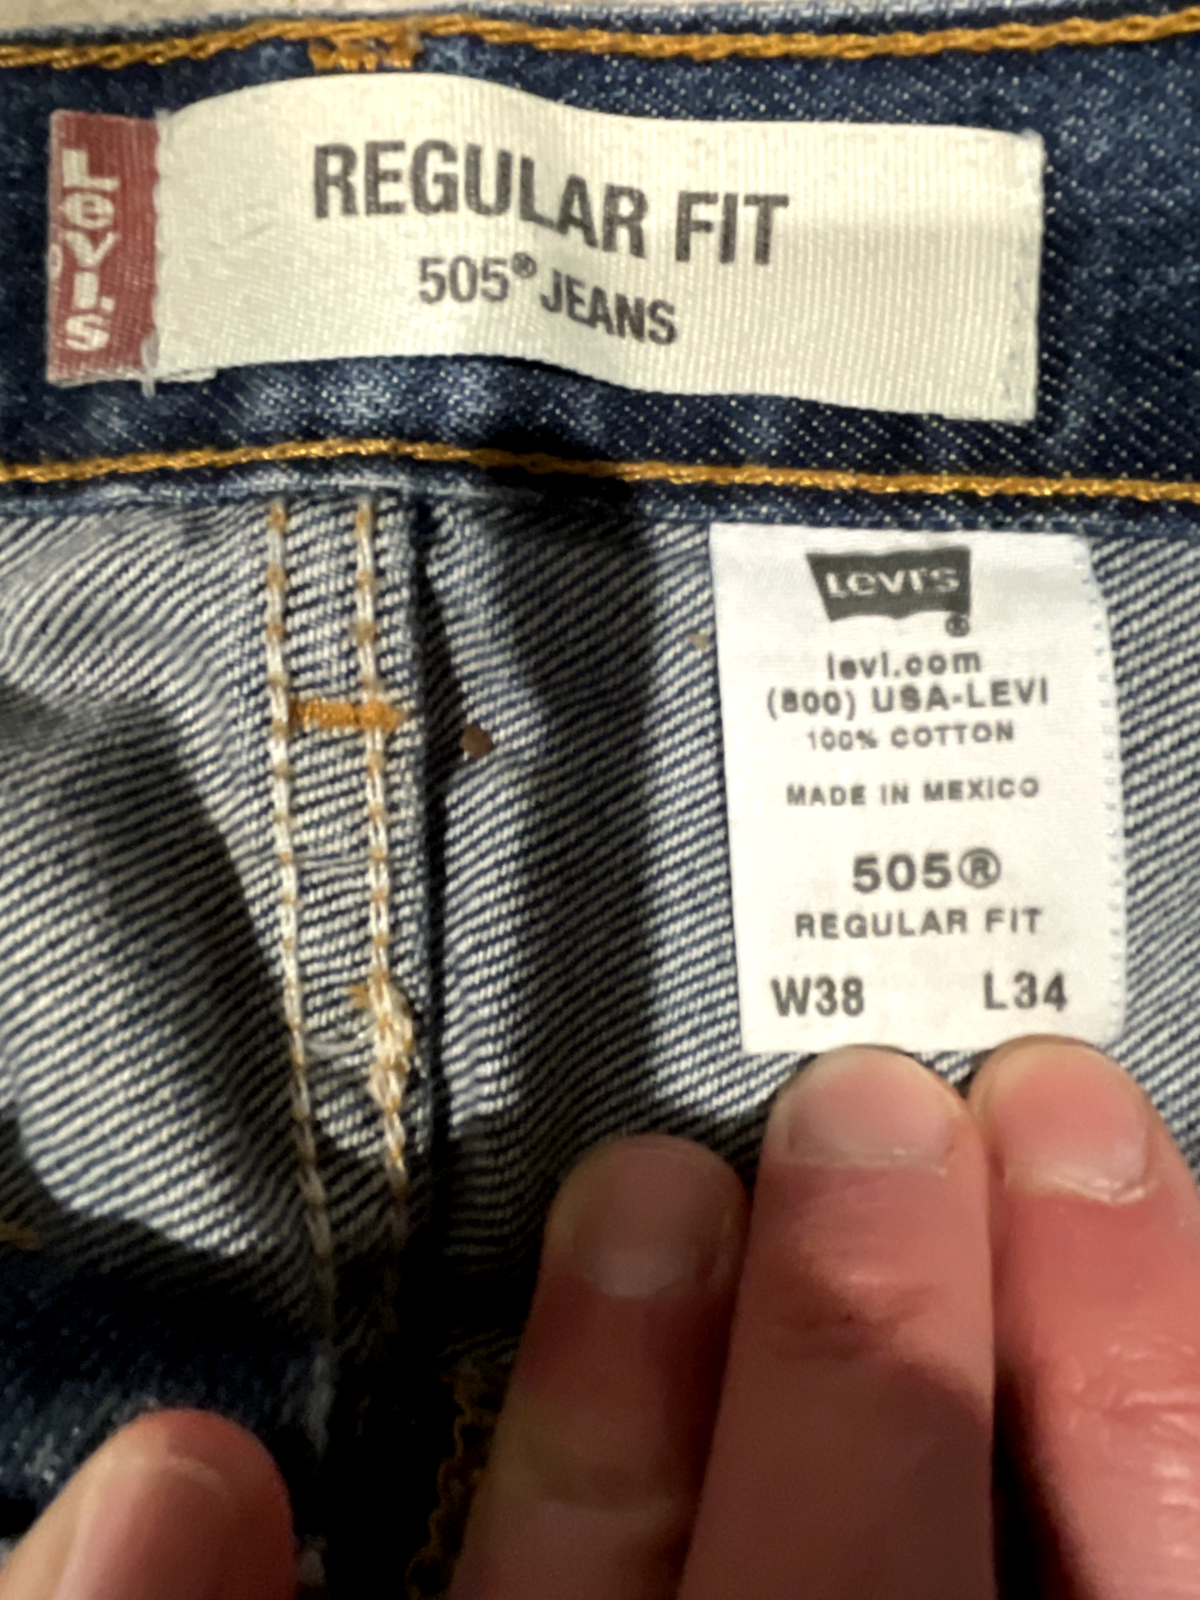 Levi's
REGULAR FIT
505® JEANS
LEVI'S
®
levi.com
(800) USA-LEVI
100% COTTON
MADE IN MEXICO
505®
REGULAR FIT
W38 L34